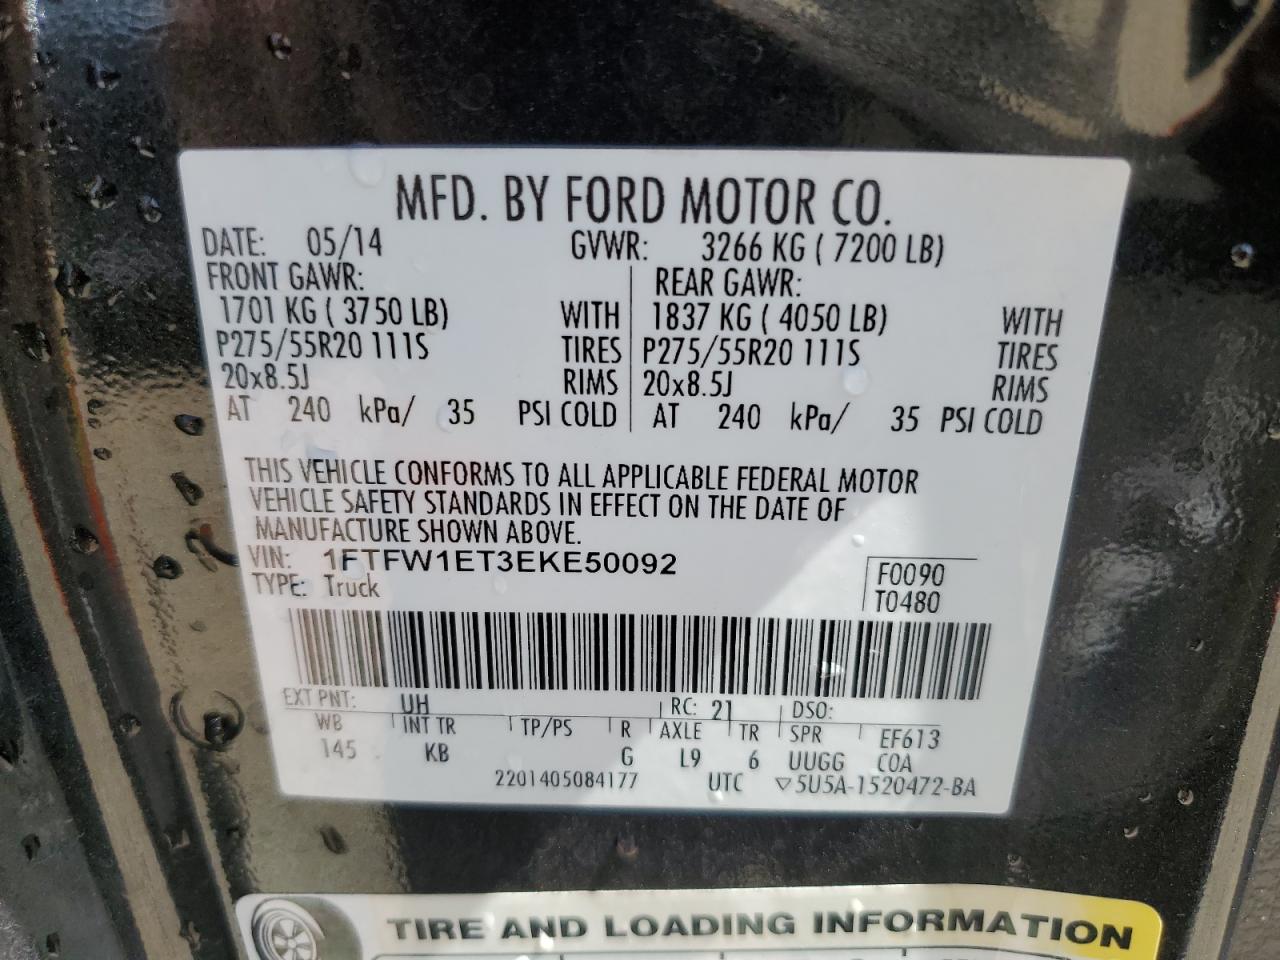 MFD. BY FORD MOTOR CO.
DATE: 05/14 GVWR: 3266 KG ( 7200 LB)
FRONT GAWR: REAR GAWR:
1701 KG ( 3750 LB) WITH 1837 KG ( 4050 LB) WITH
P275/55R20 111S TIRES P275/55R20 111S TIRES
20x8.5J RIMS 20x8.5J RIMS
AT 240 kPa/ 35 PSI COLD AT 240 kPa/ 35 PSI COLD
THIS VEHICLE CONFORMS TO ALL APPLICABLE FEDERAL MOTOR
VEHICLE SAFETY STANDARDS IN EFFECT ON THE DATE OF
MANUFACTURE SHOWN ABOVE.
VIN: 1FTFW1ET3EKE50092 F0090
TYPE: Truck T0480
EXT PNT: UH RC: 21 DSO:
WB INT TR TP/PS R AXLE TR SPR EF613
145 KB G L9 6 UUGG COA
2201405084177 UTC ▽5U5A-1520472-BA
TIRE AND LOADING INFORMATION